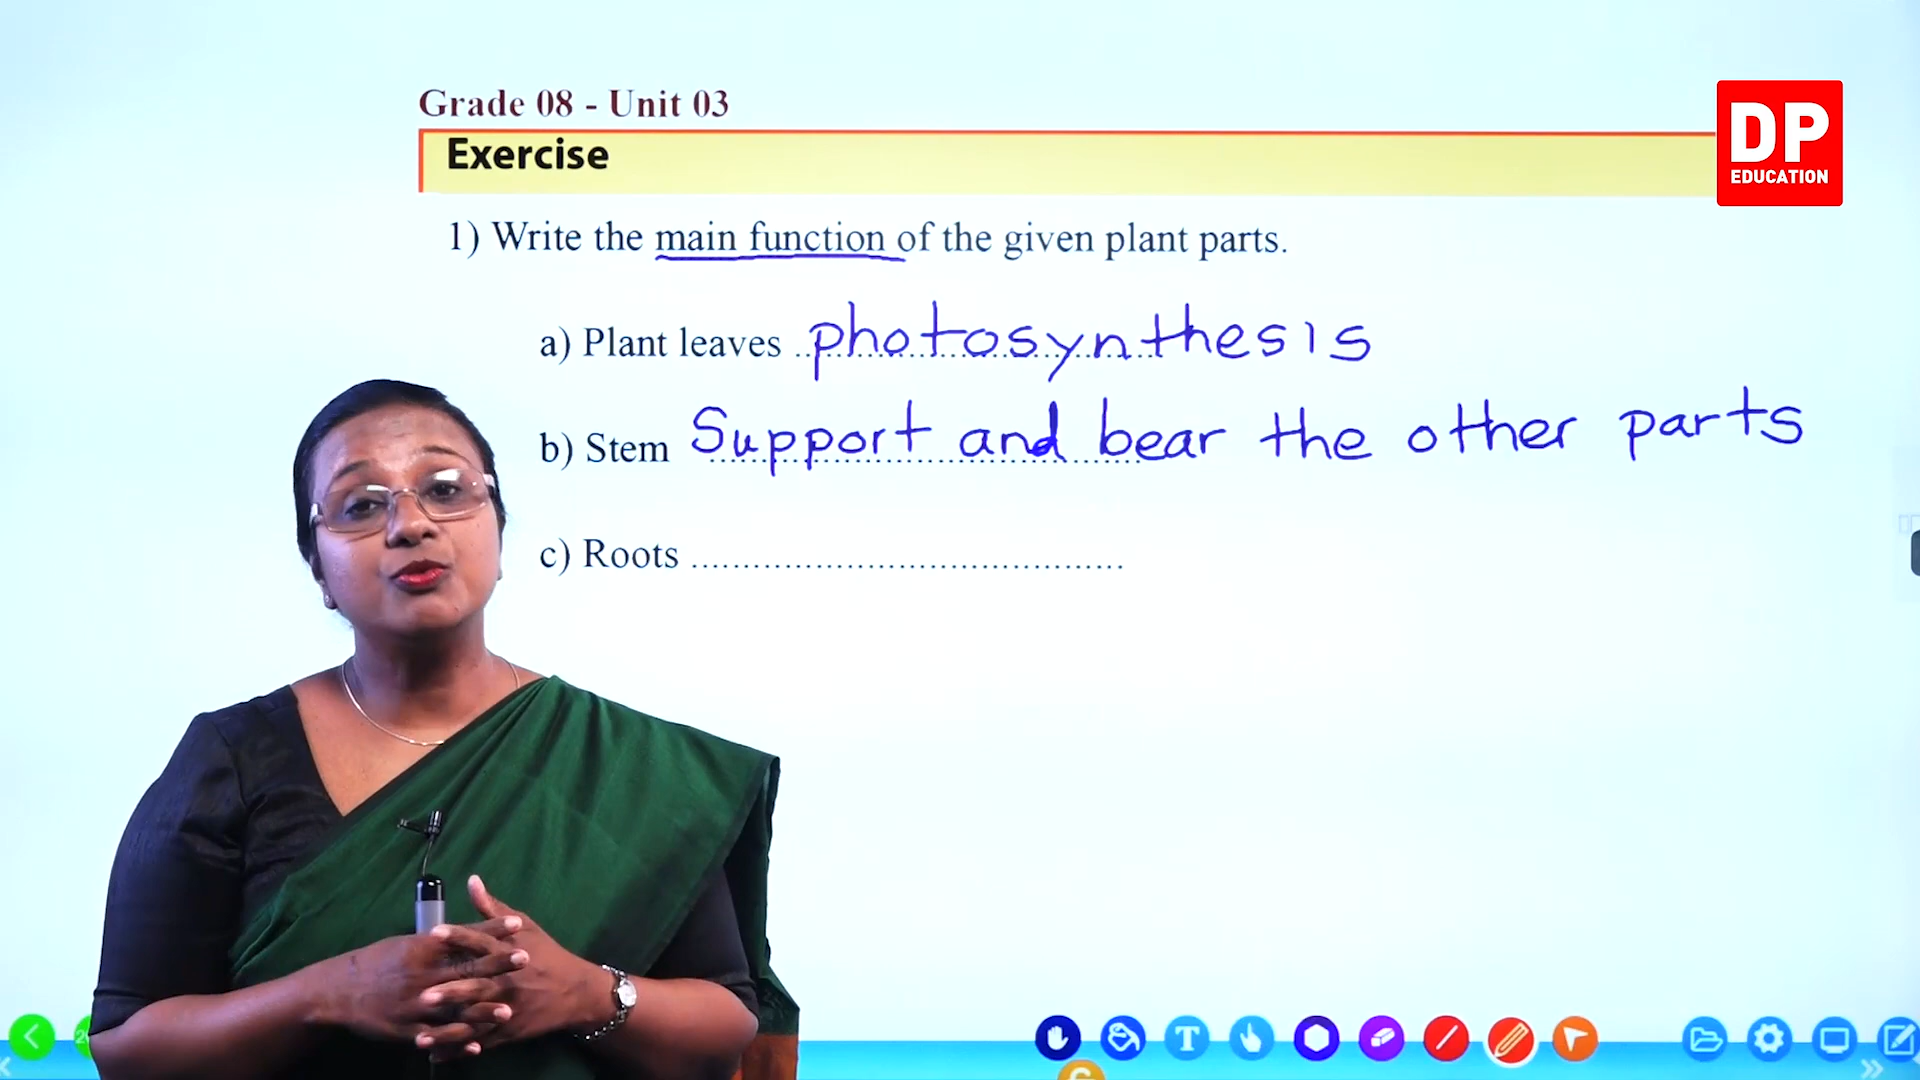 Grade 08 - Unit 03
DP
EDUCATION
Exercise
1) Write the main function of the given plant parts.
a) Plant leaves ..photosynthesis
b) Stem Support and bear the other parts
c) Roots ..........................................